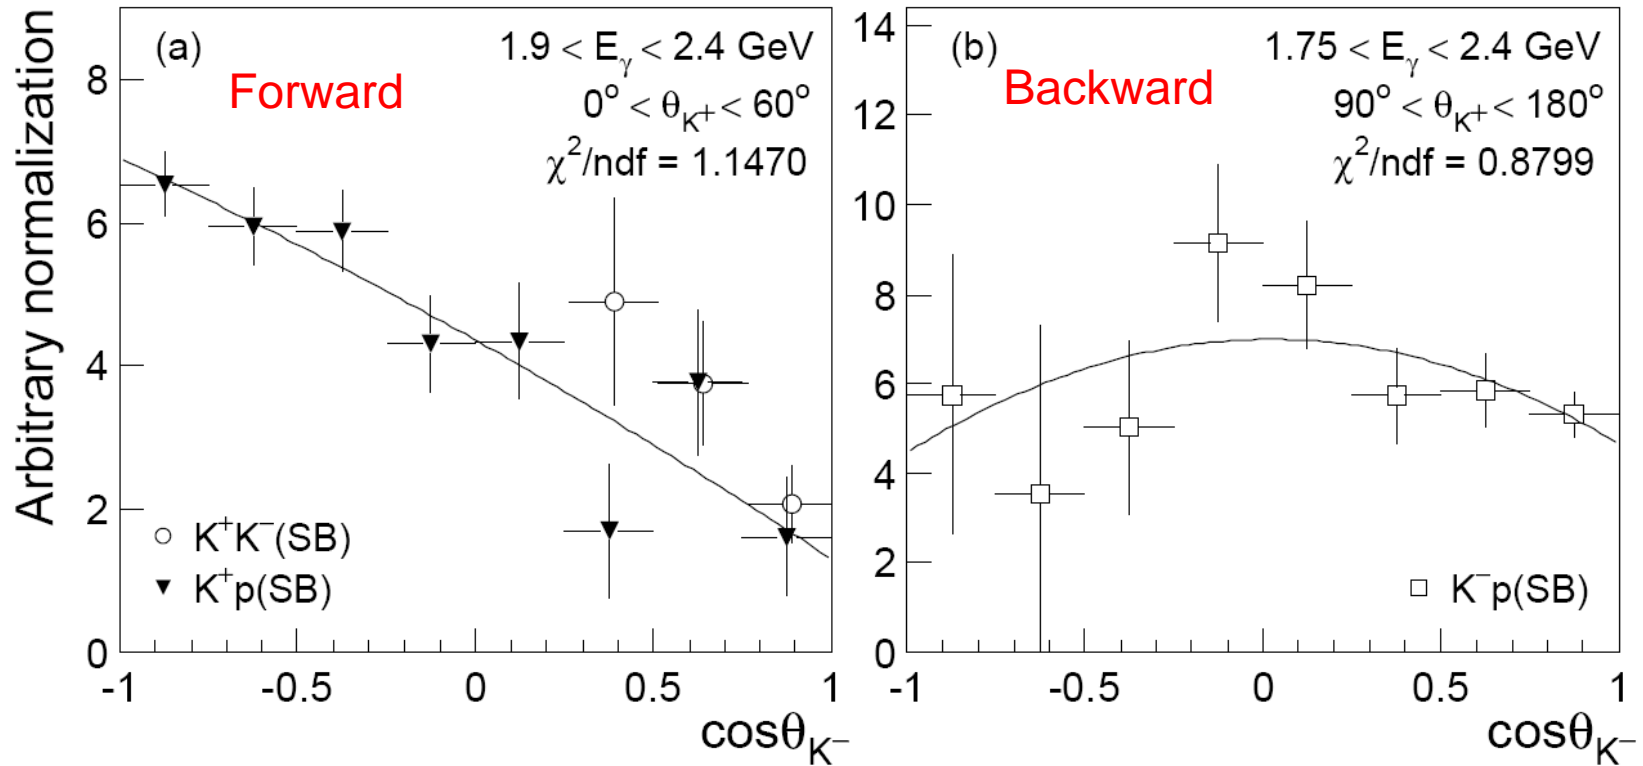 Arbitrary normalization
(a)
Forward
1.9 < Eγ < 2.4 GeV
0° < θK+ < 60°
χ²/ndf = 1.1470
8
6
4
2
0
K⁺K⁻(SB)
K⁺p(SB)
-1 -0.5 0 0.5 1
cosθK⁻
(b)
Backward
1.75 < Eγ < 2.4 GeV
90° < θK+ < 180°
χ²/ndf = 0.8799
14
12
10
8
6
4
2
0
K⁻p(SB)
-1 -0.5 0 0.5 1
cosθK⁻